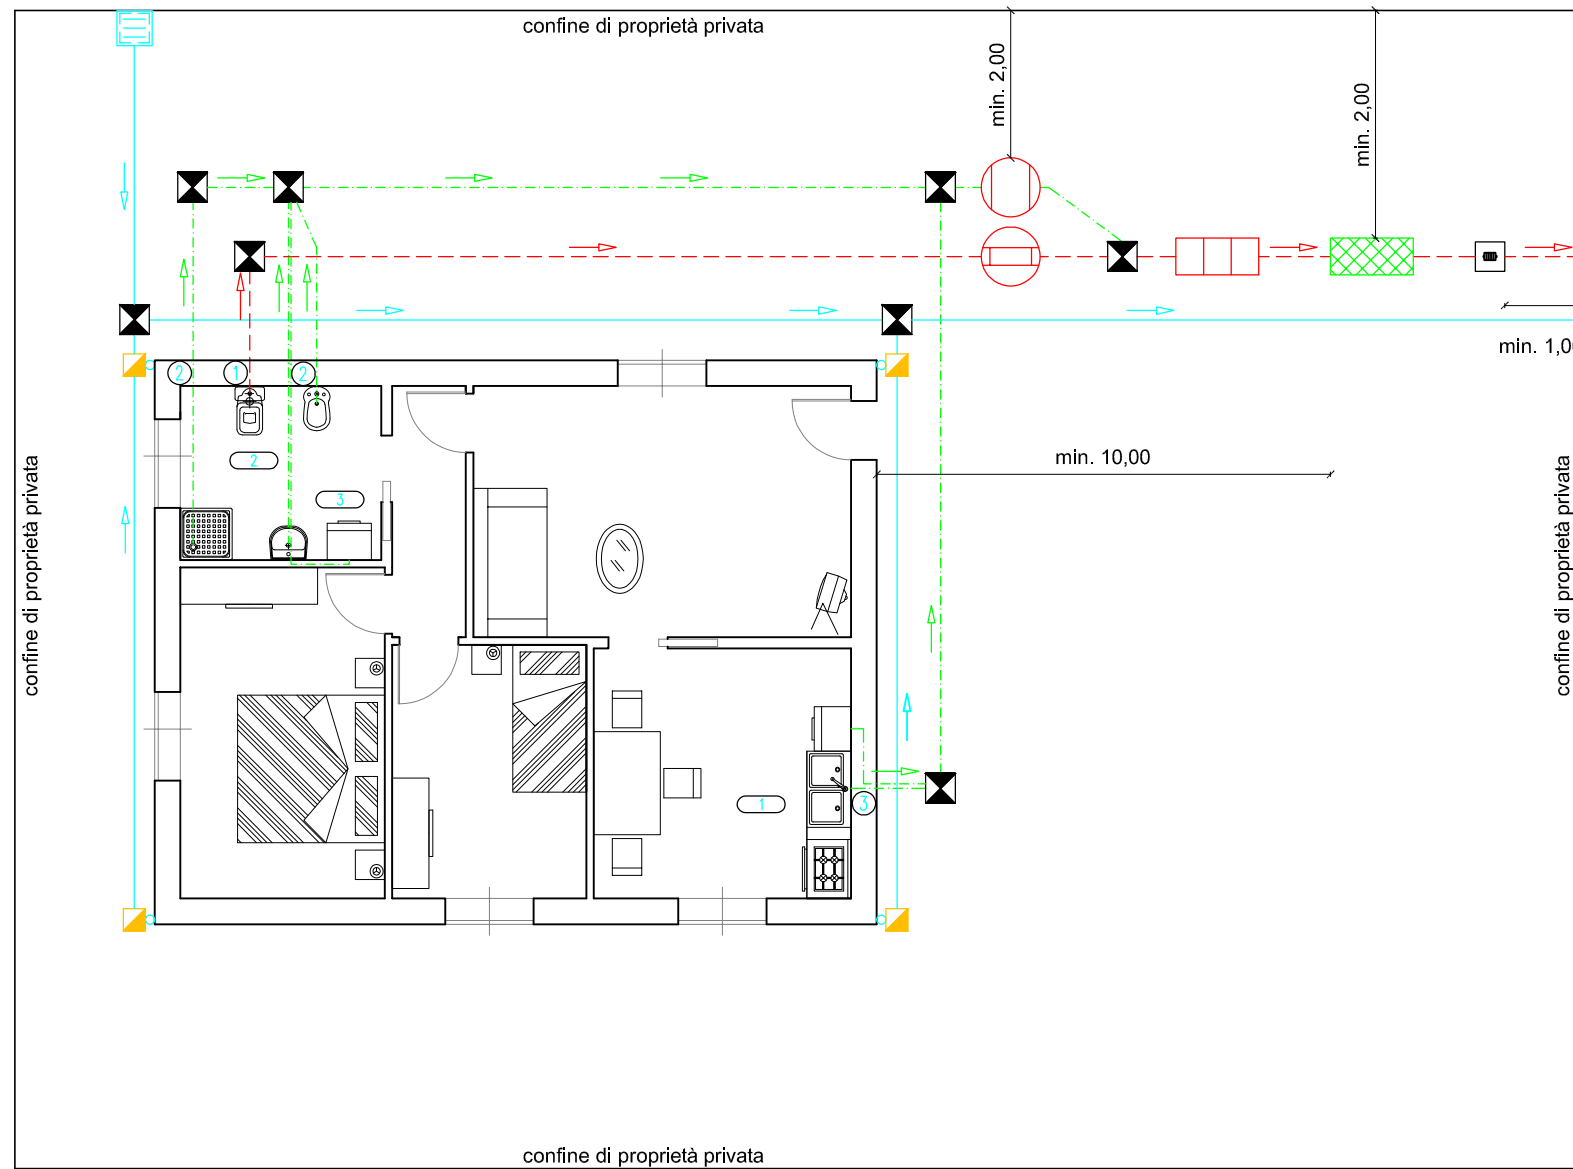 confine di proprietà privata
min. 2,00
min. 2,00
min. 1,0
2
1
2
2
3
min. 10,00
confine di proprietà privata
confine di proprietà privata
1
3
confine di proprietà privata